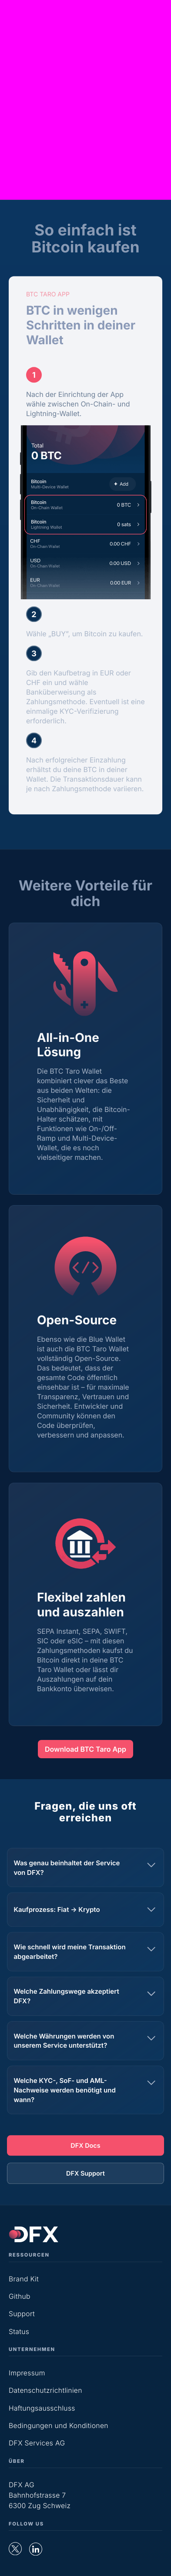 So einfach ist
Bitcoin kaufen
BTC TARO APP
BTC in wenigen
Schritten in deiner
Wallet
1
Nach der Einrichtung der App
wähle zwischen On-Chain- und
Lightning-Wallet.
Total
0 BTC
Bitcoin
Multi-Device Wallet
+ Add
Bitcoin
On-Chain Wallet
0 BTC
Bitcoin
Lightning Wallet
0 sats
CHF
On-Chain Wallet
0.00 CHF
USD
On-Chain Wallet
0.00 USD
EUR
On-Chain Wallet
0.00 EUR
2
Wähle „BUY", um Bitcoin zu kaufen.
3
Gib den Kaufbetrag in EUR oder
CHF ein und wähle
Banküberweisung als
Zahlungsmethode. Eventuell ist eine
einmalige KYC-Verifizierung
erforderlich.
4
Nach erfolgreicher Einzahlung
erhältst du deine BTC in deiner
Wallet. Die Transaktionsdauer kann
je nach Zahlungsmethode variieren.
Weitere Vorteile für
dich
All-in-One
Lösung
Die BTC Taro Wallet
kombiniert clever das Beste
aus beiden Welten: die
Sicherheit und
Unabhängigkeit, die Bitcoin-
Halter schätzen, mit
Funktionen wie On-/Off-
Ramp und Multi-Device-
Wallet, die es noch
vielseitiger machen.
Open-Source
Ebenso wie die Blue Wallet
ist auch die BTC Taro Wallet
vollständig Open-Source.
Das bedeutet, dass der
gesamte Code öffentlich
einsehbar ist – für maximale
Transparenz, Vertrauen und
Sicherheit. Entwickler und
Community können den
Code überprüfen,
verbessern und anpassen.
Flexibel zahlen
und auszahlen
SEPA Instant, SEPA, SWIFT,
SIC oder eSIC – mit diesen
Zahlungsmethoden kaufst du
Bitcoin direkt in deine BTC
Taro Wallet oder lässt dir
Auszahlungen auf dein
Bankkonto überweisen.
Download BTC Taro App
Fragen, die uns oft
erreichen
Was genau beinhaltet der Service
von DFX?
Kaufprozess: Fiat → Krypto
Wie schnell wird meine Transaktion
abgearbeitet?
Welche Zahlungswege akzeptiert
DFX?
Welche Währungen werden von
unserem Service unterstützt?
Welche KYC-, SoF- und AML-
Nachweise werden benötigt und
wann?
DFX Docs
DFX Support
DFX
RESSOURCEN
Brand Kit
Github
Support
Status
UNTERNEHMEN
Impressum
Datenschutzrichtlinien
Haftungsausschluss
Bedingungen und Konditionen
DFX Services AG
ÜBER
DFX AG
Bahnhofstrasse 7
6300 Zug Schweiz
FOLLOW US